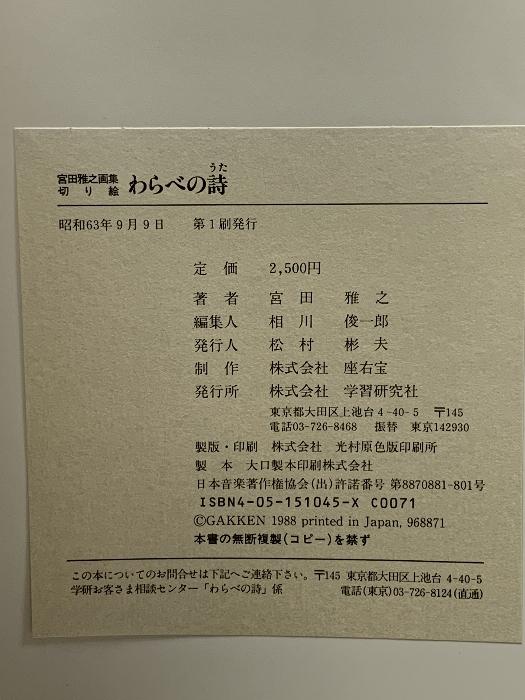 うた
宮田雅之画集
切り絵 わらべの詩
昭和63年9月9日 第1刷発行
定価 2,500円
著者 宮田雅之
編集人 相川俊一郎
発行人 松村彬夫
制作 株式会社 座右宝
発行所 株式会社 学習研究社
東京都大田区上池台4-40-5 〒145
電話03-726-8468 振替 東京142930
製版・印刷 株式会社 光村原色版印刷所
製本 大口製本印刷株式会社
日本音楽著作権協会(出)許諾番号 第8870881-801号
ISBN4-05-151045-X C0071
©GAKKEN 1988 printed in Japan, 968871
本書の無断複製(コピー)を禁ず
この本についてのお問合せは下記へご連絡下さい。〒145 東京都大田区上池台 4-40-5
学研お客さま相談センター「わらべの詩」係 電話(東京)03-726-8124(直通)